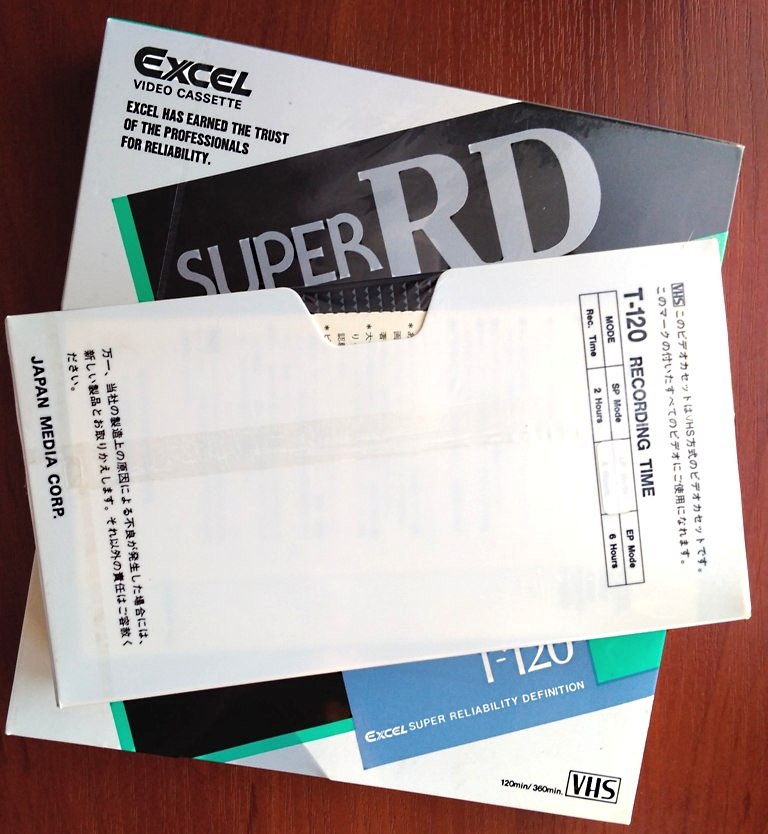 EXCEL
VIDEO CASSETTE
EXCEL HAS EARNED THE TRUST
OF THE PROFESSIONALS
FOR RELIABILITY.
SUPER RD
VHS このビデオカセットはVHS方式のビデオカセットです。
このマークの付いたすべてのビデオにご使用になれます。
T-120 RECORDING TIME
MODE SP Mode EP Mode
Rec. Time 2 Hours 6 Hours
万一、当社の製造上の原因による不良が発生した場合には、
新しい製品とお取りかえします。それ以外の責任はご容赦く
ださい。
JAPAN MEDIA CORP.
T-120
EXCEL SUPER RELIABILITY DEFINITION
120min/360min. VHS